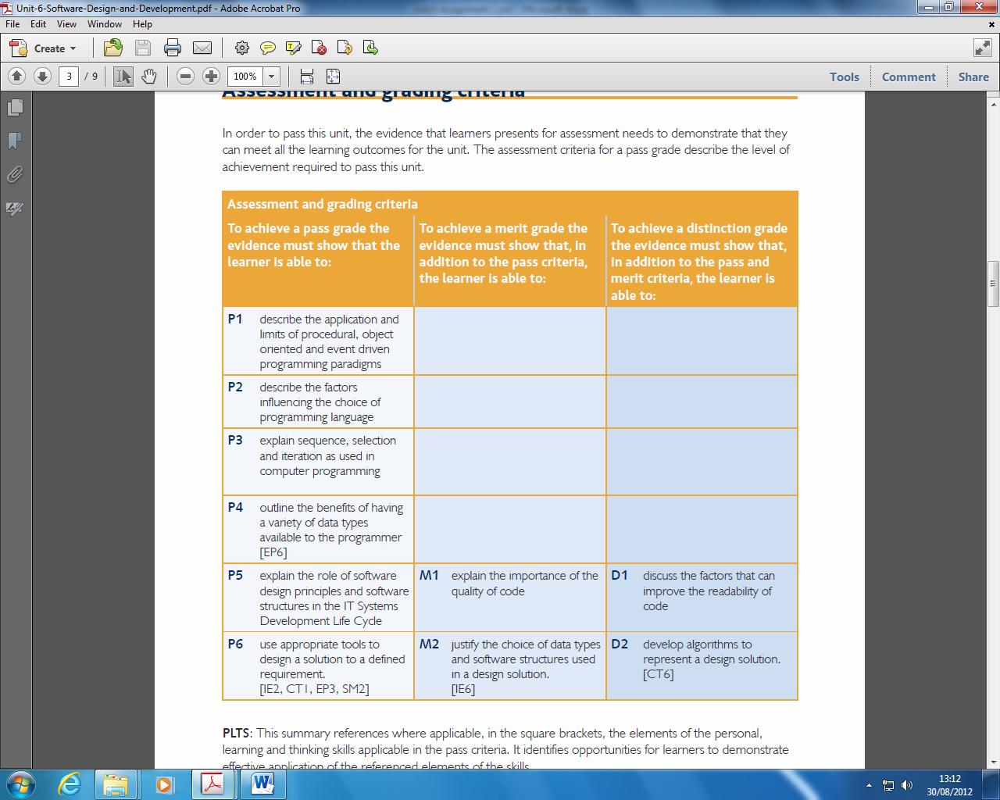 Unit-6-Software-Design-and-Development.pdf - Adobe Acrobat Pro
File Edit View Window Help
Create
3 / 9 100% Tools Comment Share
Assessment and grading criteria
In order to pass this unit, the evidence that learners presents for assessment needs to demonstrate that they
can meet all the learning outcomes for the unit. The assessment criteria for a pass grade describe the level of
achievement required to pass this unit.
Assessment and grading criteria
To achieve a pass grade the
evidence must show that the
learner is able to:
To achieve a merit grade the
evidence must show that, in
addition to the pass criteria,
the learner is able to:
To achieve a distinction grade
the evidence must show that,
in addition to the pass and
merit criteria, the learner is
able to:
P1 describe the application and
limits of procedural, object
oriented and event driven
programming paradigms
P2 describe the factors
influencing the choice of
programming language
P3 explain sequence, selection
and iteration as used in
computer programming
P4 outline the benefits of having
a variety of data types
available to the programmer
[EP6]
P5 explain the role of software
design principles and software
structures in the IT Systems
Development Life Cycle
M1 explain the importance of the
quality of code
D1 discuss the factors that can
improve the readability of
code
P6 use appropriate tools to
design a solution to a defined
requirement.
[IE2, CT1, EP3, SM2]
M2 justify the choice of data types
and software structures used
in a design solution.
[IE6]
D2 develop algorithms to
represent a design solution.
[CT6]
PLTS: This summary references where applicable, in the square brackets, the elements of the personal,
learning and thinking skills applicable in the pass criteria. It identifies opportunities for learners to demonstrate
effective application of the referenced elements of the skills.
13:12
30/08/2012